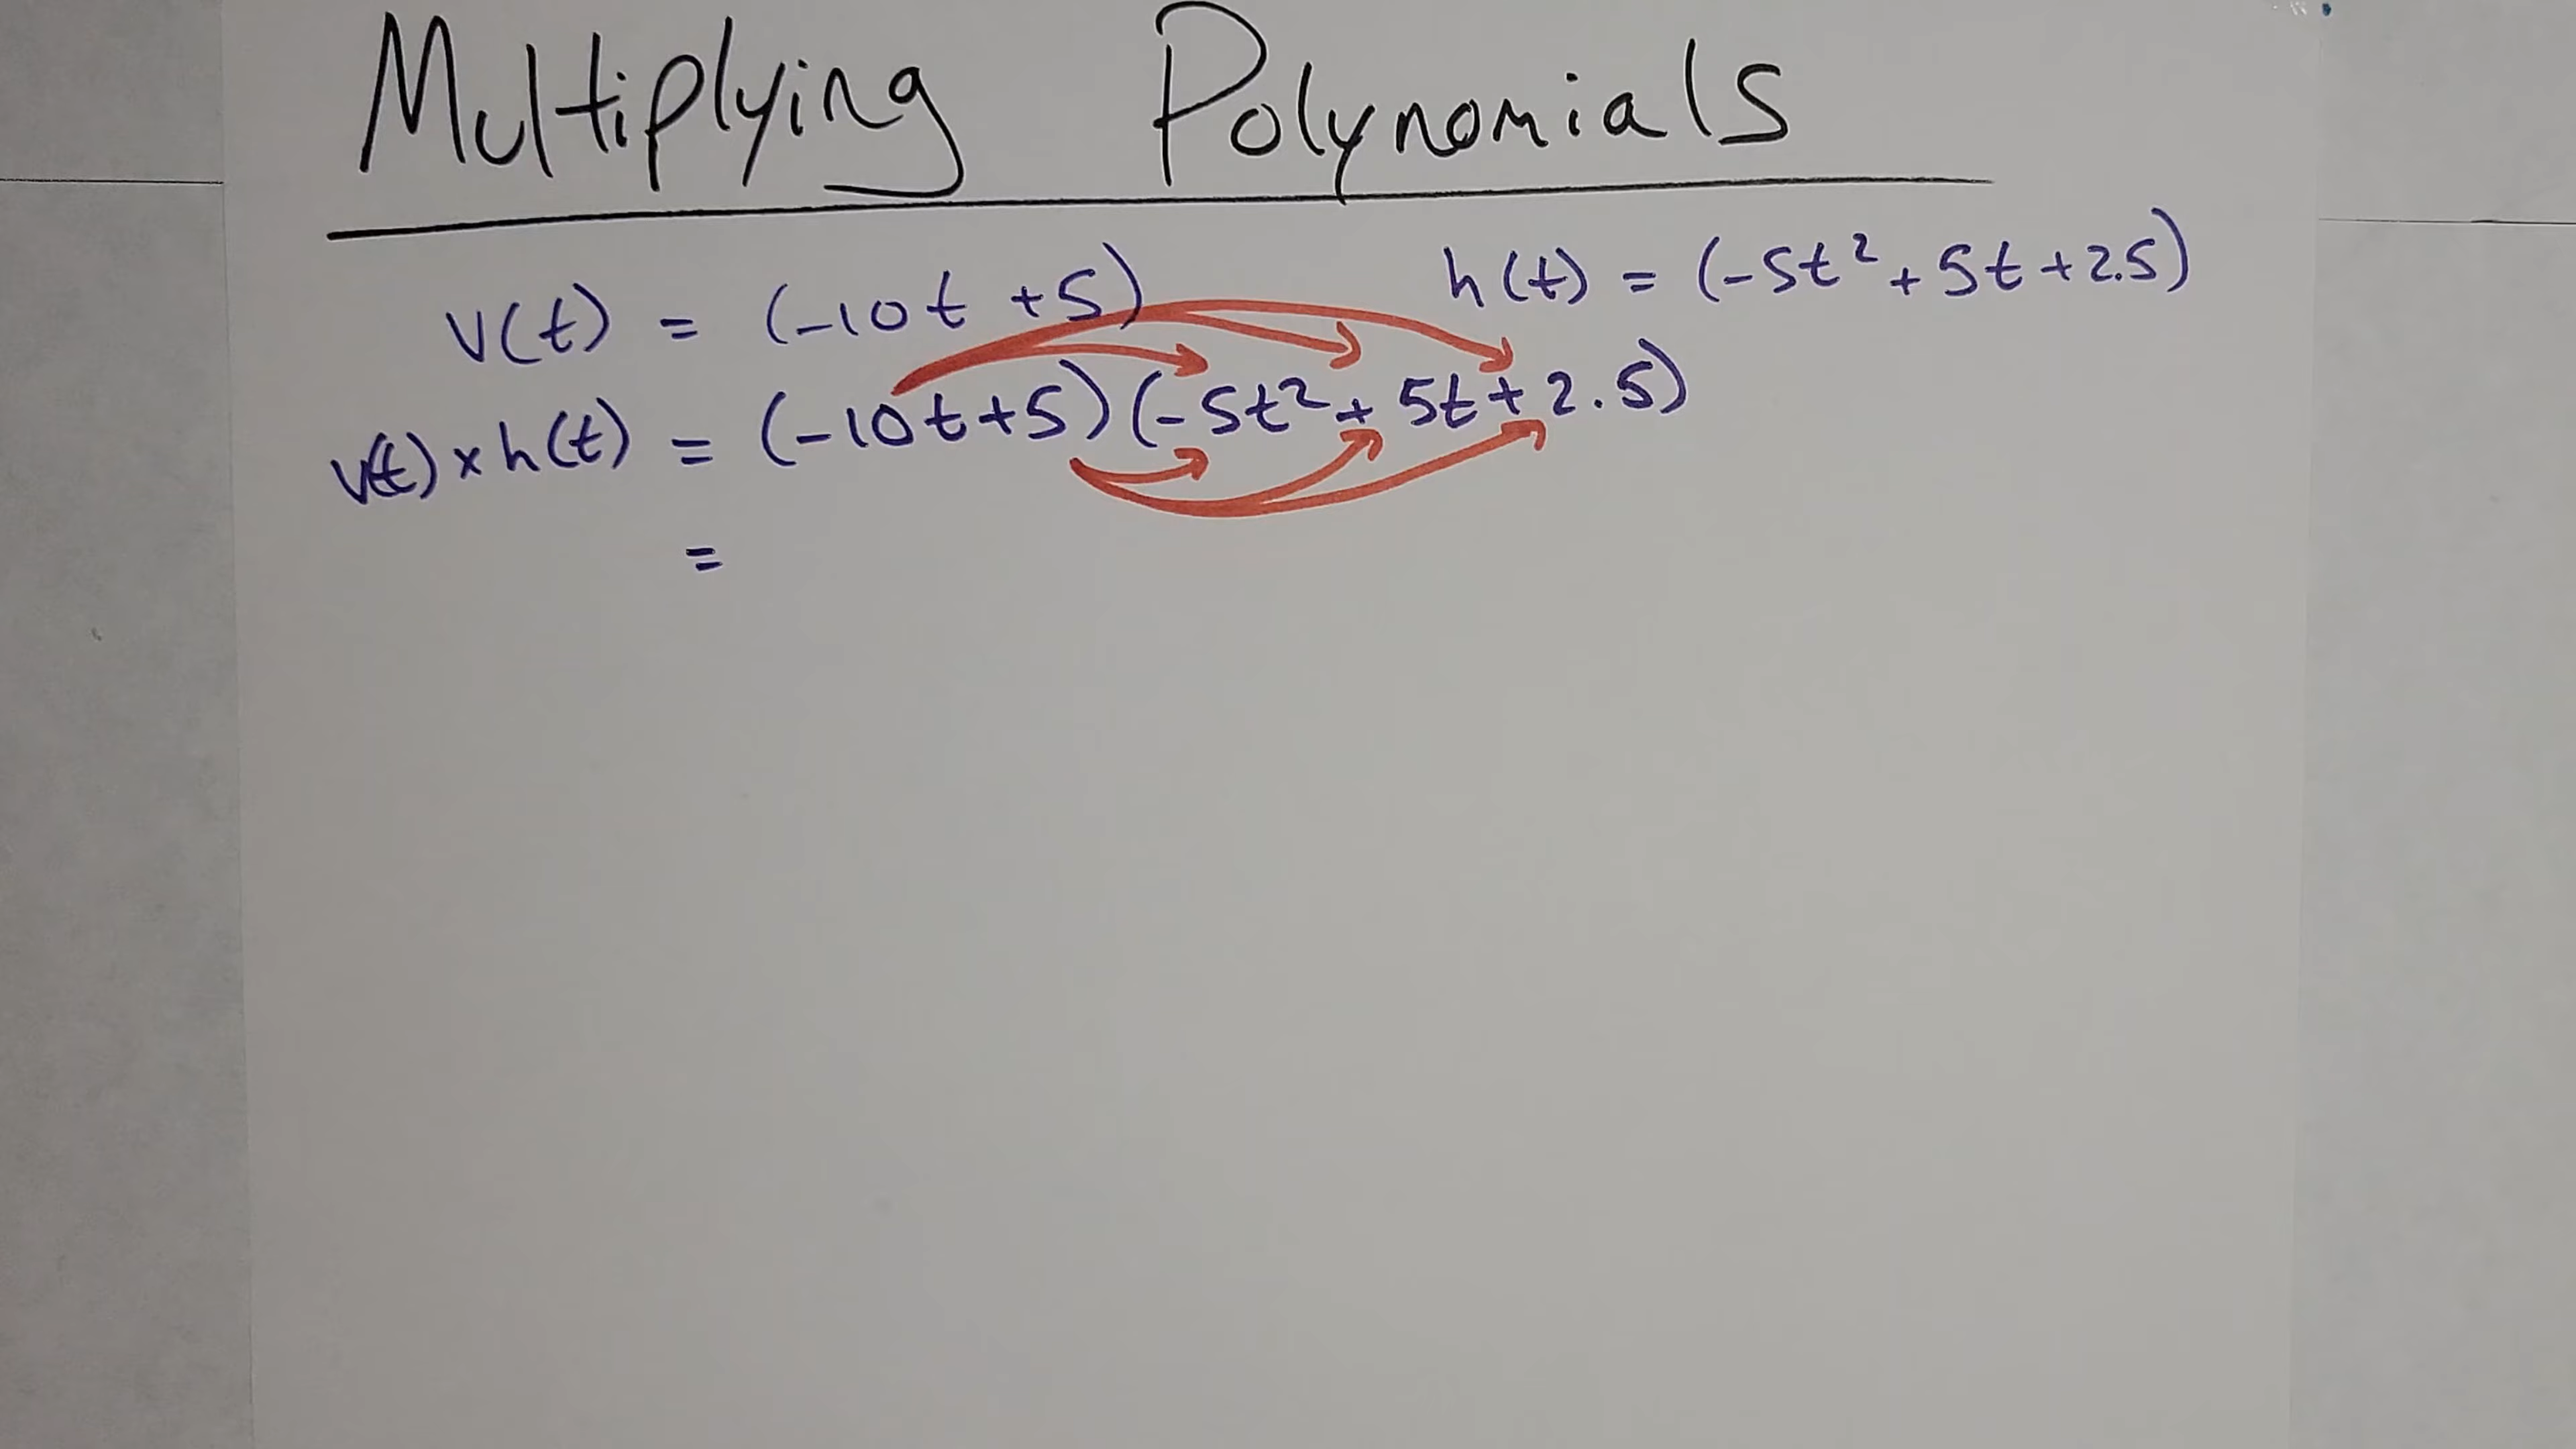 Multiplying Polynomials
v(t) = (-10t +5) h(t) = (-5t² + 5t + 2.5)
v(t) × h(t) = (-10t+5)(-5t² + 5t + 2.5)
=